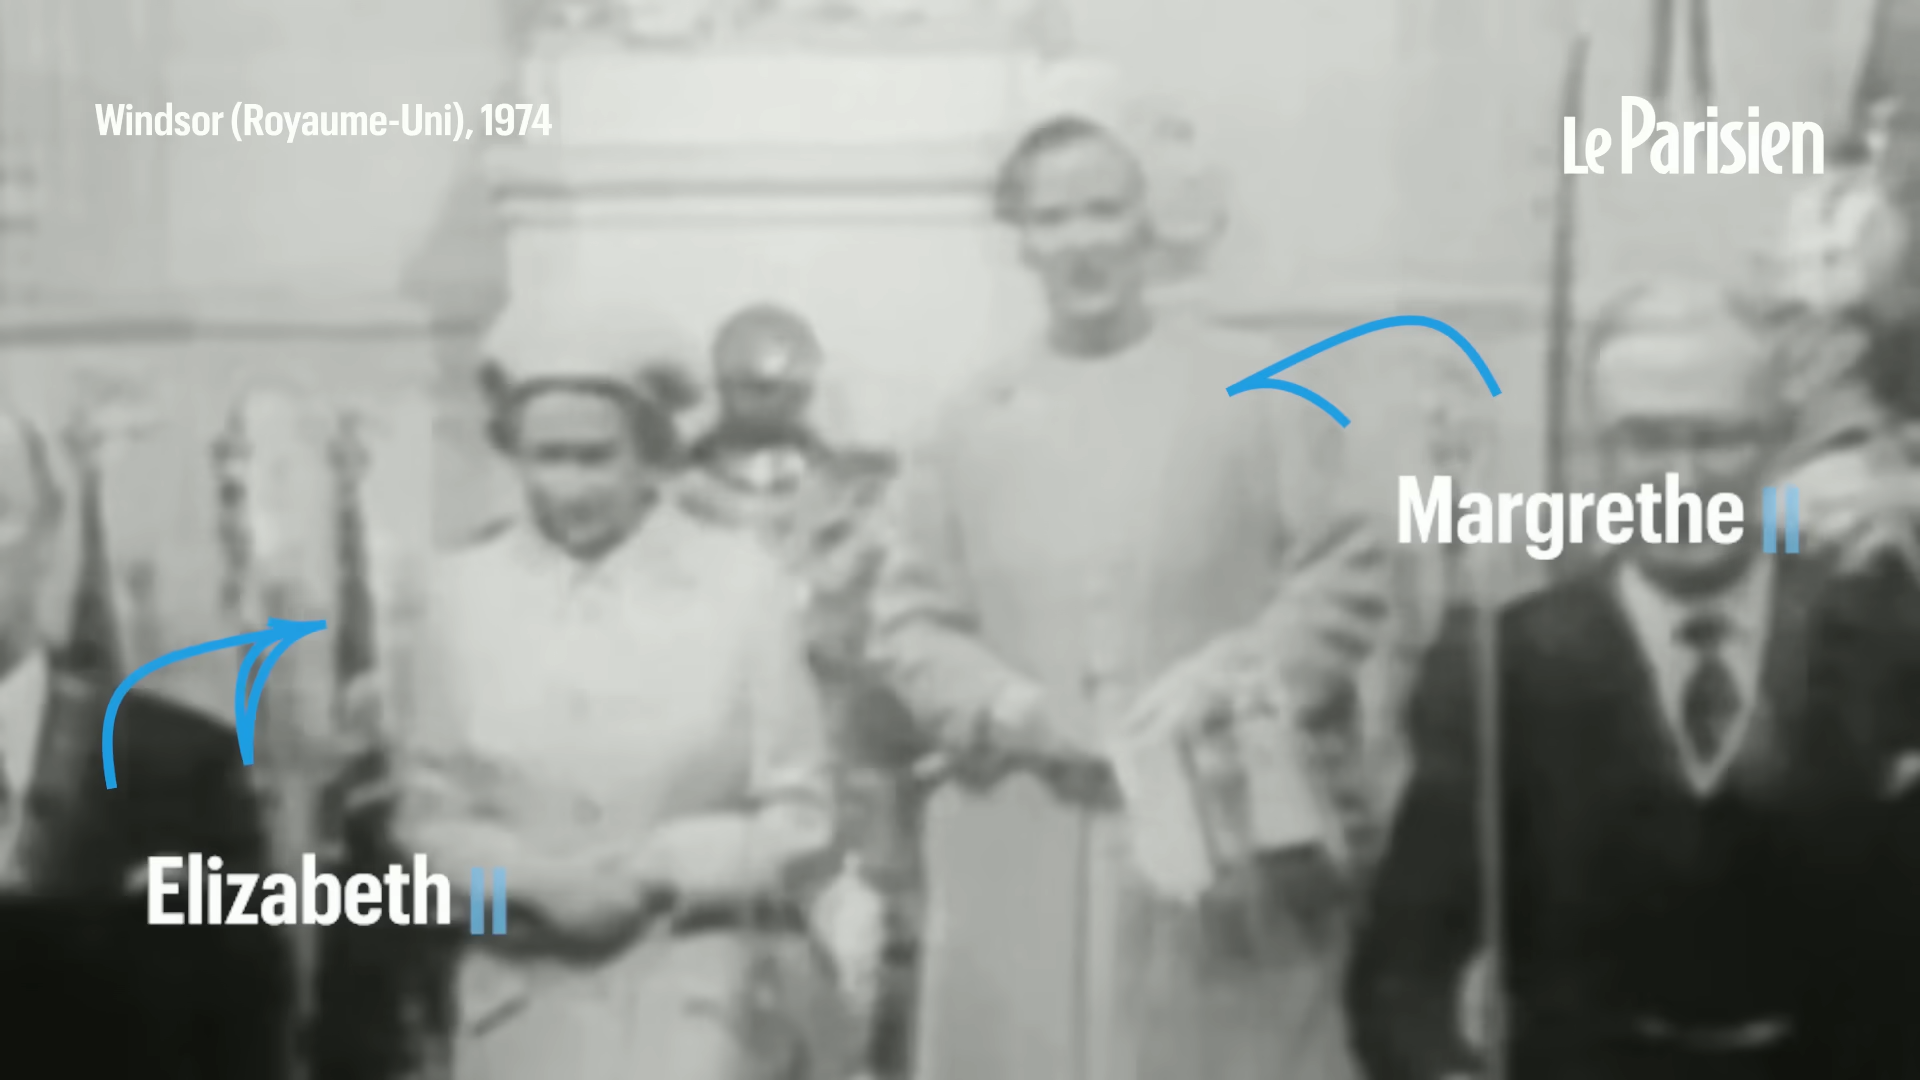 Windsor (Royaume-Uni), 1974
Le Parisien
Margrethe II
Elizabeth II